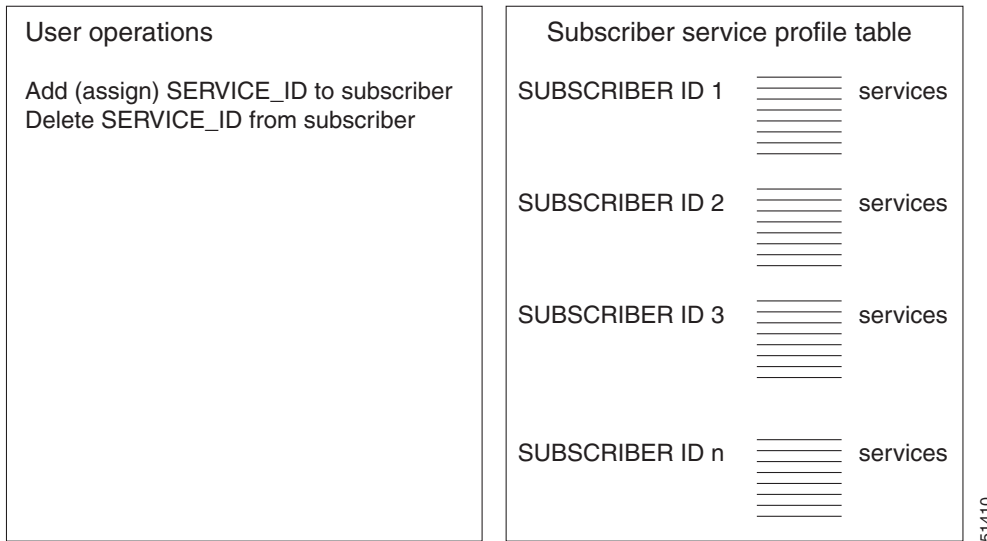 User operations
Add (assign) SERVICE_ID to subscriber
Delete SERVICE_ID from subscriber
Subscriber service profile table
SUBSCRIBER ID 1 services
SUBSCRIBER ID 2 services
SUBSCRIBER ID 3 services
SUBSCRIBER ID n services
51410